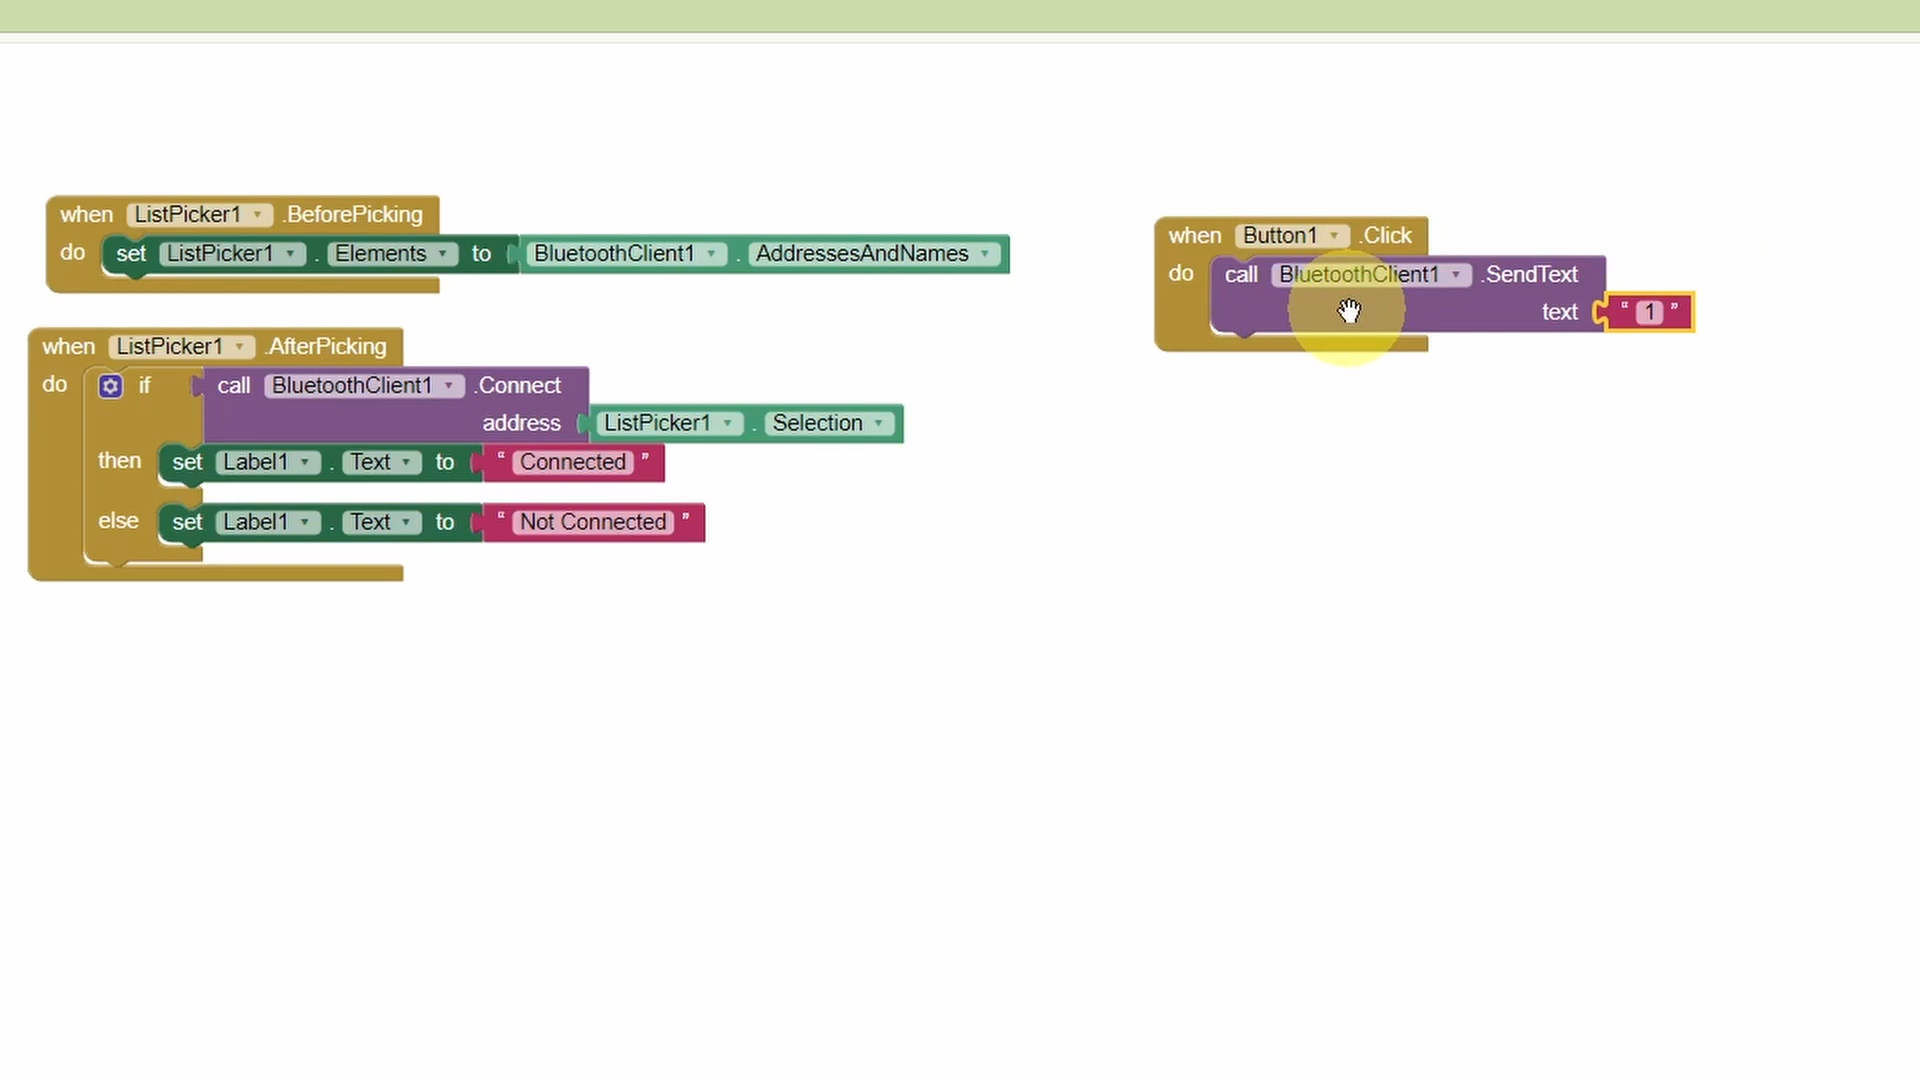 when ListPicker1 .BeforePicking
do set ListPicker1 . Elements to BluetoothClient1 . AddressesAndNames
when ListPicker1 .AfterPicking
do if call BluetoothClient1 .Connect
address ListPicker1 . Selection
then set Label1 . Text to “ Connected ”
else set Label1 . Text to “ Not Connected ”
when Button1 .Click
do call BluetoothClient1 .SendText
text “ 1 ”